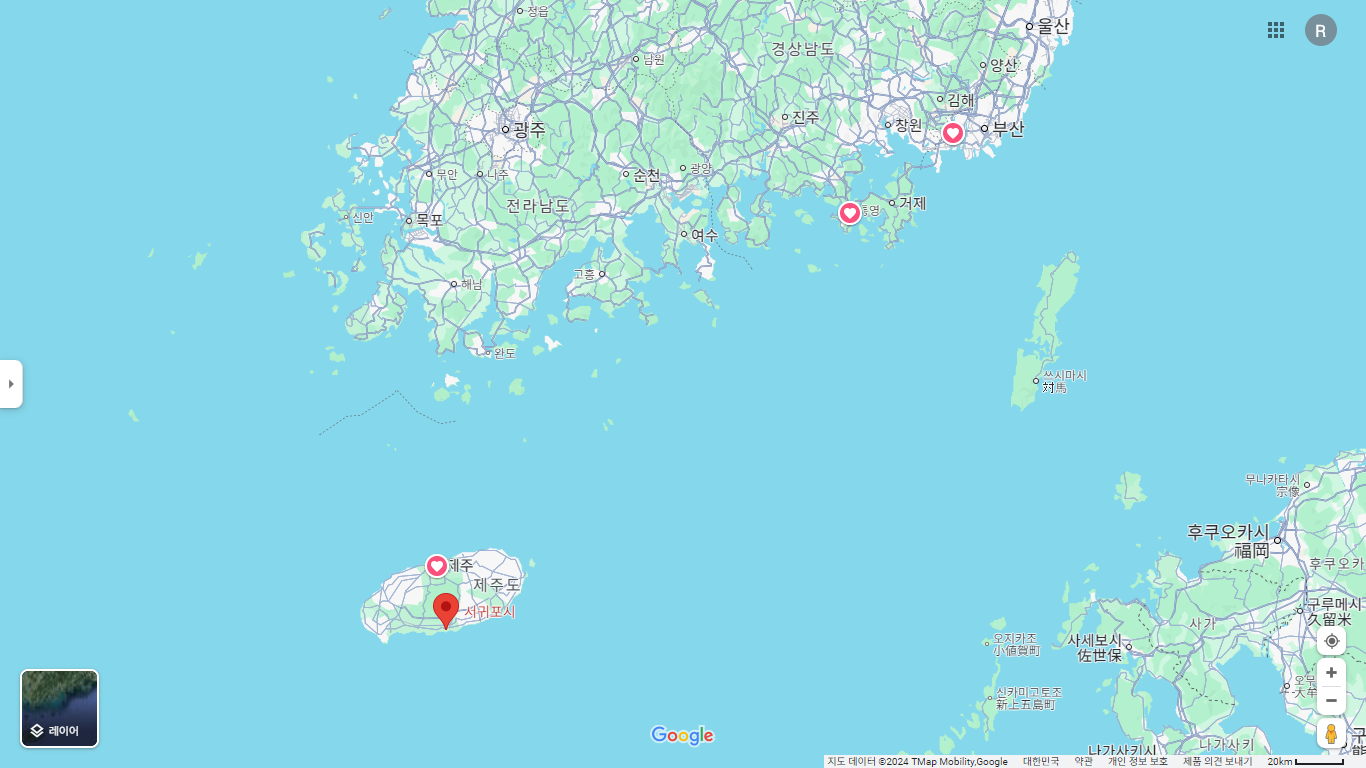 정읍
울산
경상남도
R
남원
양산
김해
진주
창원
부산
광주
광양
무안
나주
순천
전라남도
거제
통영
신안
목포
여수
고흥
해남
완도
쓰시마시
対馬
무나카타시
宗像
후쿠오카시
福岡
제주
후쿠오카
제주도
서귀포시
구루메시
久留米
사가
오지카조
小値賀町
사세보시
佐世保
신카미고토조
新上五島町
오무
大牟
레이어
Google
나가사키
나가사키시
지도 데이터 ©2024 TMap Mobility,Google 대한민국 약관 개인 정보 보호 제품 의견 보내기 20km